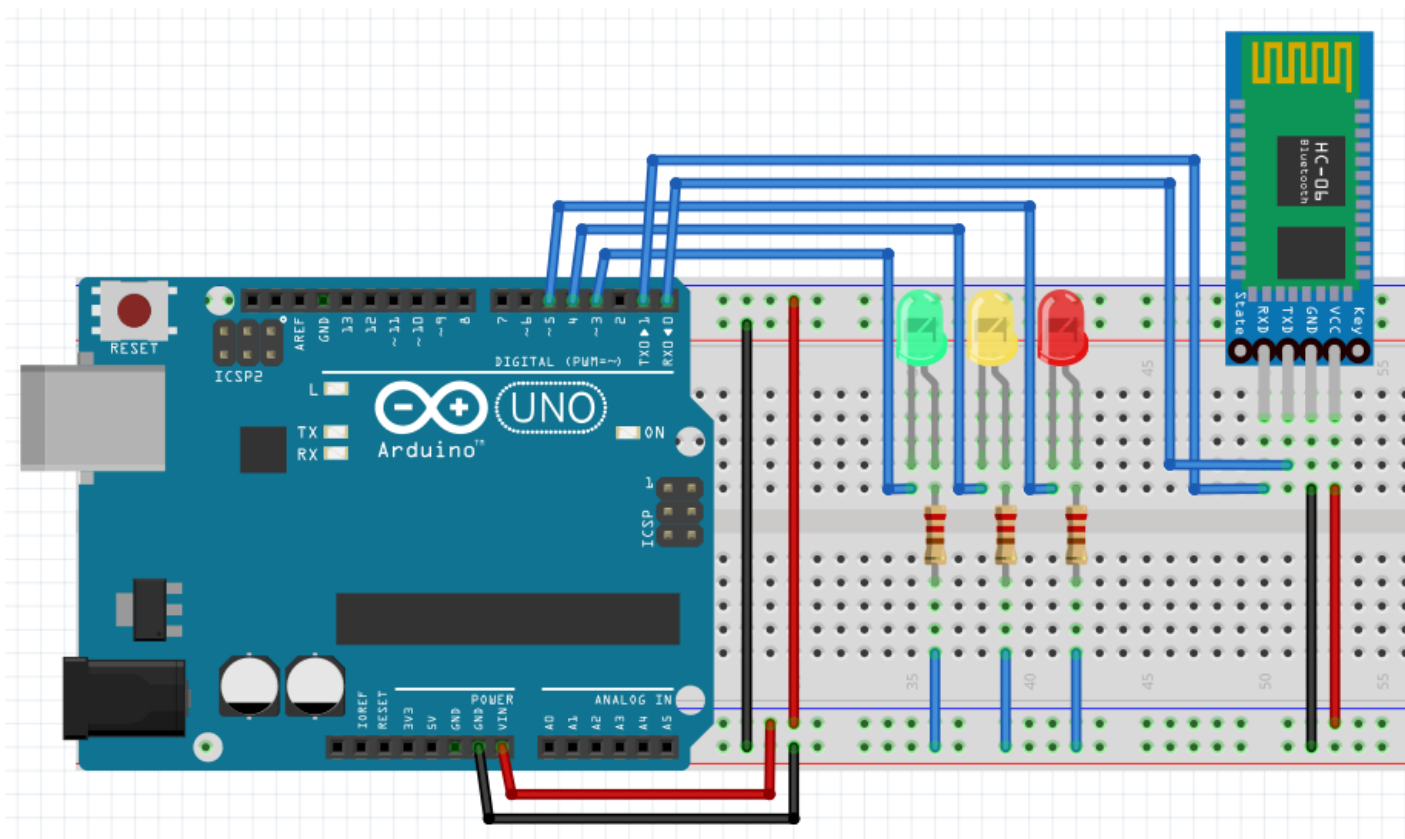 HC-06
Bluetooth
State
RXD
TXD
GND
VCC
Key
RESET
ICSP2
AREF
GND
13
12
~11
~10
~9
8
7
~6
~5
4
~3
2
TX0 ▶ 1
RX0 ◀ 0
DIGITAL (PWM=~)
L
TX
RX
Arduino™
UNO
ON
1
ICSP
45
55
35
40
45
50
55
POWER
ANALOG IN
IOREF
RESET
3V3
5V
GND
GND
VIN
A0
A1
A2
A3
A4
A5